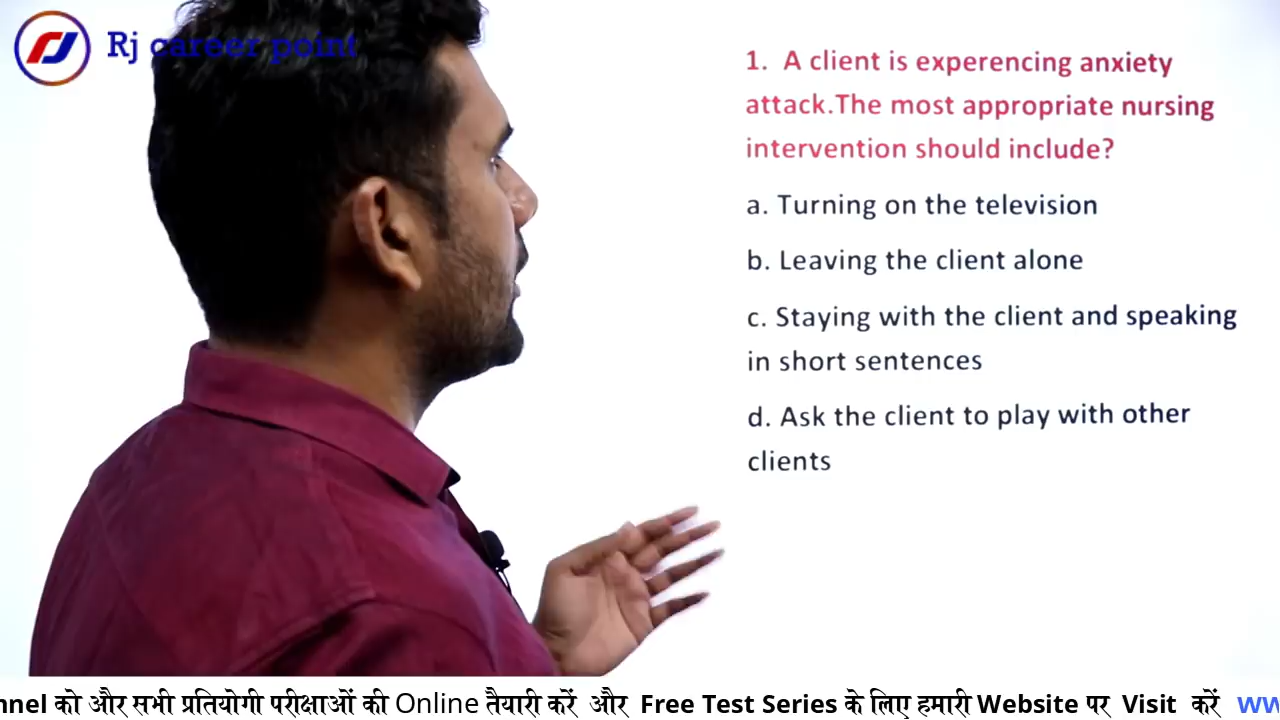 Rj career point
1. A client is experencing anxiety
attack.The most appropriate nursing
intervention should include?
a. Turning on the television
b. Leaving the client alone
c. Staying with the client and speaking
in short sentences
d. Ask the client to play with other
clients
को और सभी प्रतियोगी परीक्षाओं की Online तैयारी करें और Free Test Series के लिए हमारी Website पर Visit करें